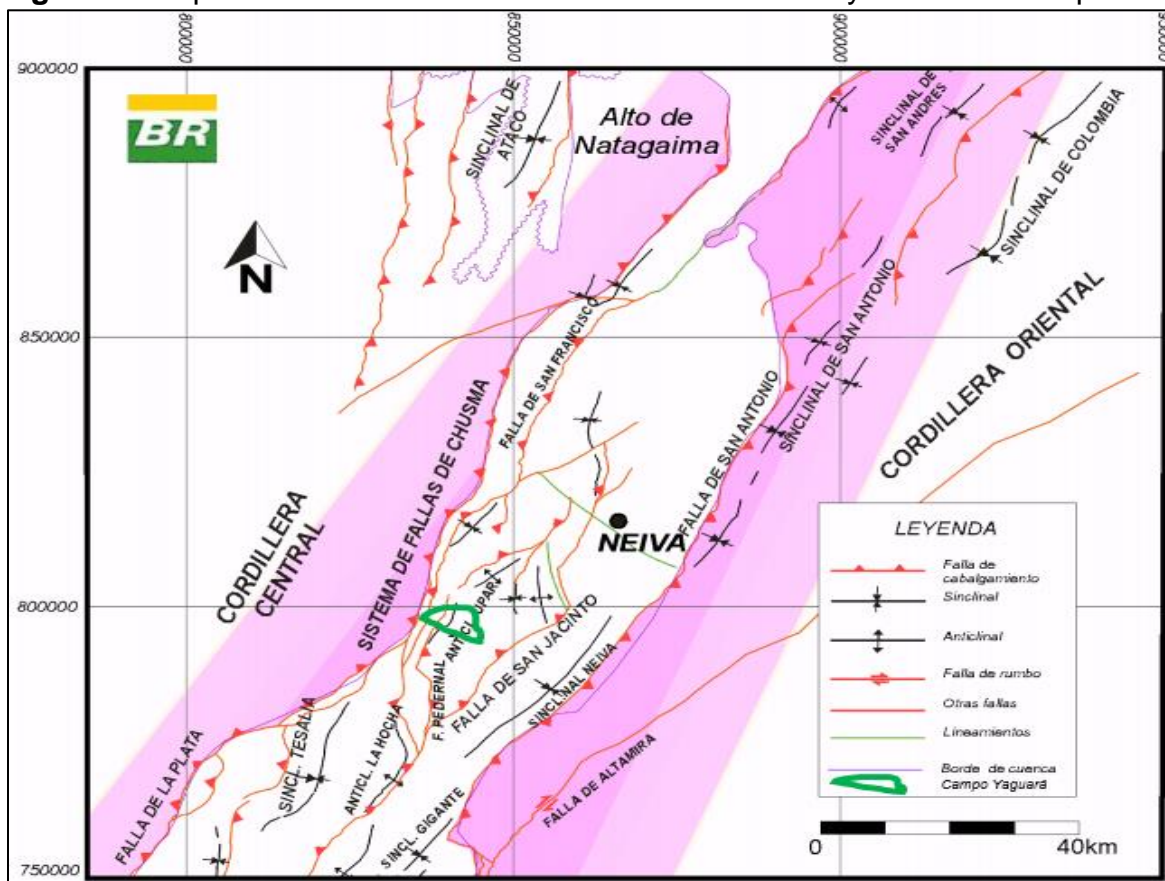 800000
850000
900000
900000
BR
SINCLINAL DE
ATACO
Alto de
Natagaima
SINCLINAL DE
SAN ANDRES
SINCLINAL DE COLOMBIA
N
850000
FALLA DE SAN FRANCISCO
SISTEMA DE FALLAS DE CHUSMA
FALLA DE SAN ANTONIO
SINCLINAL DE SAN ANTONIO
CORDILLERA ORIENTAL
CORDILLERA
CENTRAL
NEIVA
800000
F. PEDERNAL
FALLA DE SAN JACINTO
SINCLINAL NEIVA
SINCL. TESALIA
ANTICL. LA HOCHA
FALLA DE LA PLATA
SINCL. GIGANTE
FALLA DE ALTAMIRA
750000
LEYENDA
Falla de
cabalgamiento
Sinclinal
Anticlinal
Falla de rumbo
Otras fallas
Lineamientos
Borde de cuenca
Campo Yaguará
0 40km